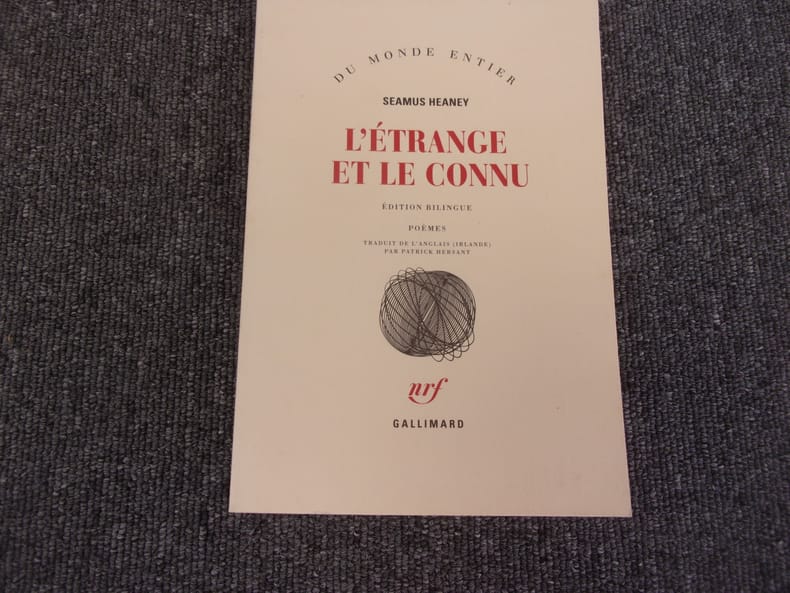 DU MONDE ENTIER
SEAMUS HEANEY
L'ÉTRANGE
ET LE CONNU
ÉDITION BILINGUE
POÈMES
TRADUIT DE L'ANGLAIS (IRLANDE)
PAR PATRICK HERSANT
nrf
GALLIMARD